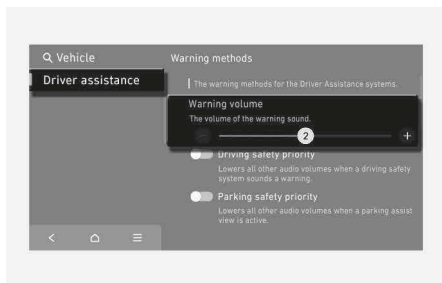 Vehicle
Driver assistance
Warning methods
The warning methods for the Driver Assistance systems.
Warning volume
The volume of the warning sound.
2
Driving safety priority
Lowers all other audio volumes when a driving safety
system sounds a warning.
Parking safety priority
Lowers all other audio volumes when a parking assist
view is active.